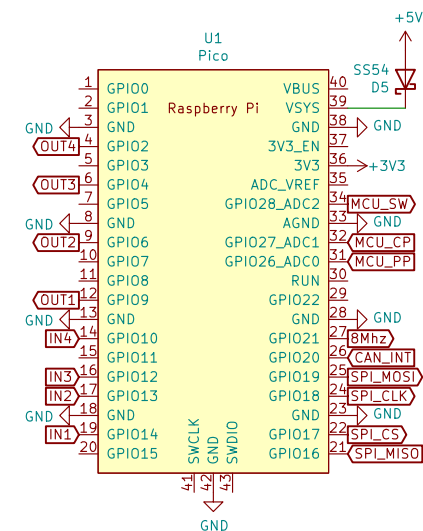 +5V
U1
Pico
SS54
D5
1 GPIO0 VBUS 40
2 GPIO1 Raspberry Pi VSYS 39
GND 3 GND GND 38 GND
OUT4 4 GPIO2 3V3_EN 37
5 GPIO3 3V3 36 +3V3
OUT3 6 GPIO4 ADC_VREF 35
7 GPIO5 GPIO28_ADC2 34 MCU_SW
GND 8 GND AGND 33 GND
OUT2 9 GPIO6 GPIO27_ADC1 32 MCU_CP
10 GPIO7 GPIO26_ADC0 31 MCU_PP
11 GPIO8 RUN 30
OUT1 12 GPIO9 GPIO22 29
GND 13 GND GND 28 GND
IN4 14 GPIO10 GPIO21 27 8Mhz
15 GPIO11 GPIO20 26 CAN_INT
IN3 16 GPIO12 GPIO19 25 SPI_MOSI
IN2 17 GPIO13 GPIO18 24 SPI_CLK
GND 18 GND GND 23 GND
IN1 19 GPIO14 GPIO17 22 SPI_CS
20 GPIO15 GPIO16 21 SPI_MISO
SWCLK GND SWDIO
41 42 43
GND